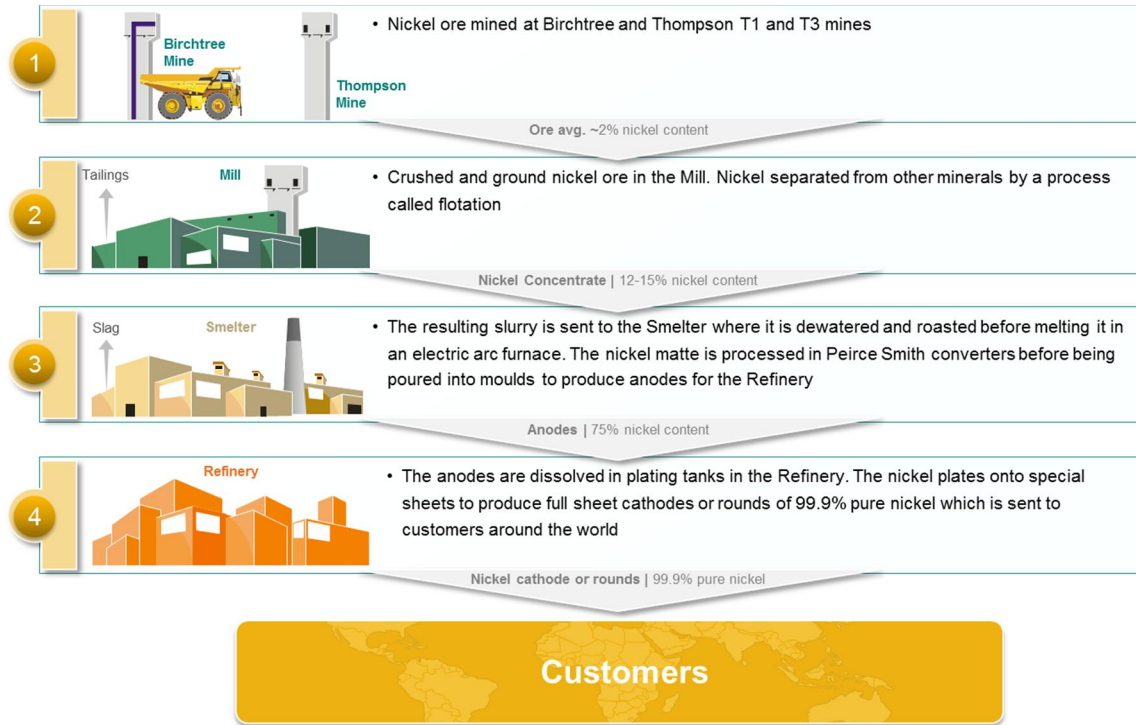 1
Birchtree
Mine
Thompson
Mine
• Nickel ore mined at Birchtree and Thompson T1 and T3 mines
Ore avg. ~2% nickel content
2
Tailings
Mill
• Crushed and ground nickel ore in the Mill. Nickel separated from other minerals by a process
called flotation
Nickel Concentrate | 12-15% nickel content
3
Slag
Smelter
• The resulting slurry is sent to the Smelter where it is dewatered and roasted before melting it in
an electric arc furnace. The nickel matte is processed in Peirce Smith converters before being
poured into moulds to produce anodes for the Refinery
Anodes | 75% nickel content
4
Refinery
• The anodes are dissolved in plating tanks in the Refinery. The nickel plates onto special
sheets to produce full sheet cathodes or rounds of 99.9% pure nickel which is sent to
customers around the world
Nickel cathode or rounds | 99.9% pure nickel
Customers